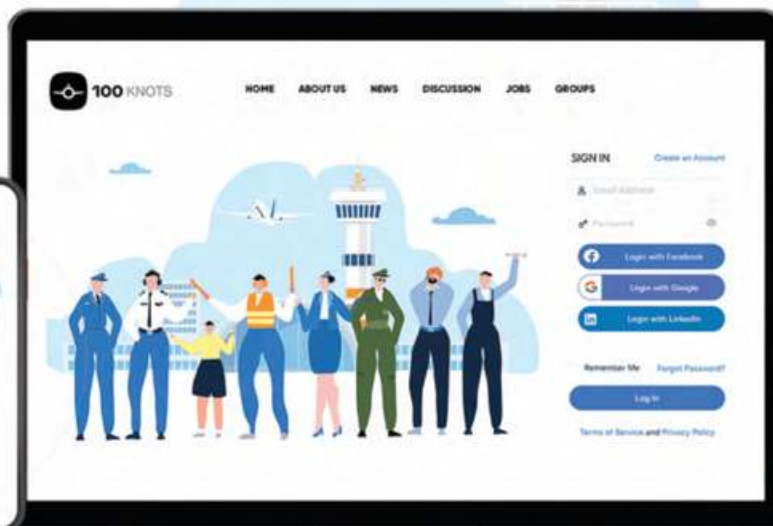 100 KNOTS
HOME ABOUT US NEWS DISCUSSION JOBS GROUPS
SIGN IN Create an Account
Email Address
Password
Login with Facebook
Login with Google
Login with LinkedIn
Remember Me Forgot Password?
Log In
Terms of Service and Privacy Policy